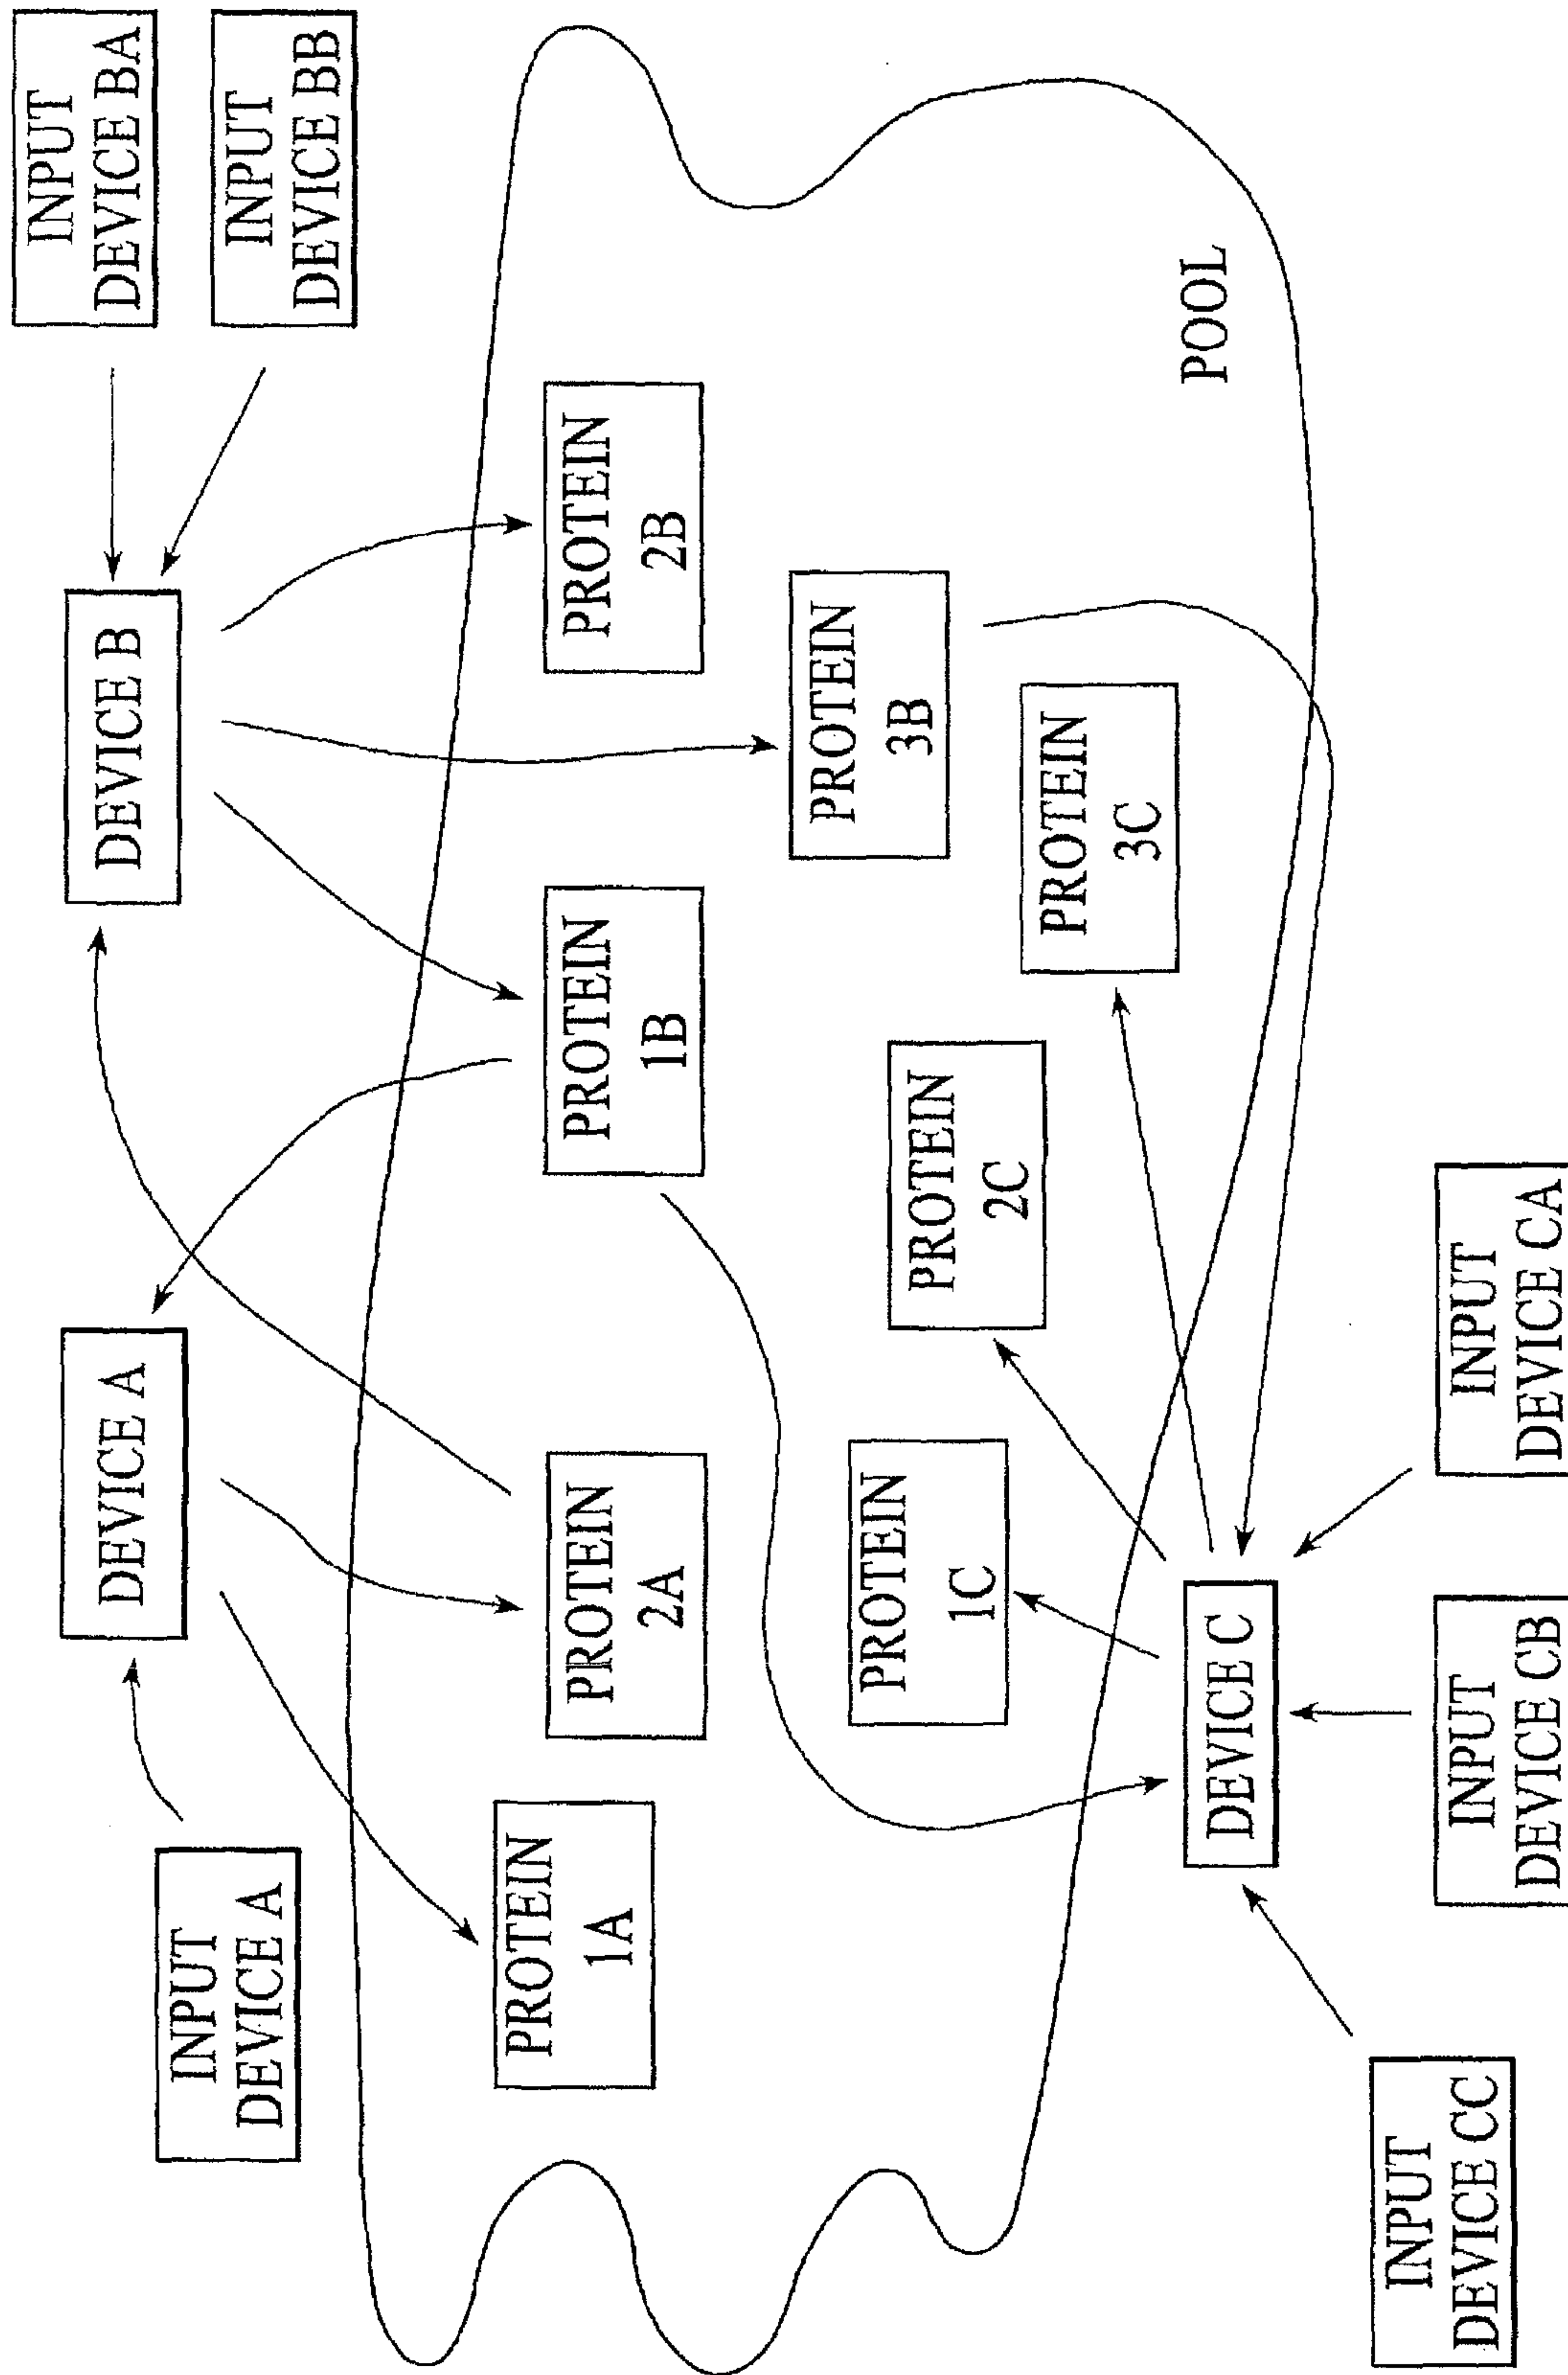 INPUT
DEVICE A
DEVICE A
DEVICE B
INPUT
DEVICE BA
INPUT
DEVICE BB
PROTEIN
1A
PROTEIN
2A
PROTEIN
1B
PROTEIN
2B
PROTEIN
3B
PROTEIN
1C
PROTEIN
2C
PROTEIN
3C
POOL
DEVICE C
INPUT
DEVICE CC
INPUT
DEVICE CB
INPUT
DEVICE CA